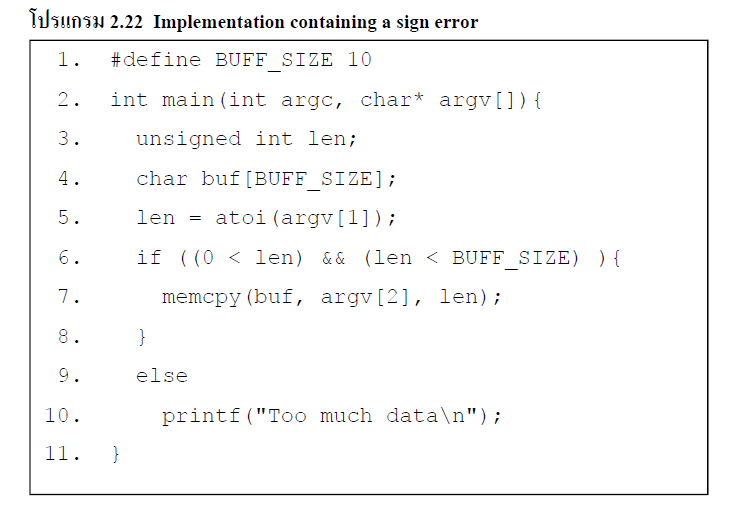 โปรแกรม 2.22 Implementation containing a sign error
1. #define BUFF_SIZE 10
2. int main(int argc, char* argv[]){
3. unsigned int len;
4. char buf[BUFF_SIZE];
5. len = atoi(argv[1]);
6. if ((0 < len) && (len < BUFF_SIZE) ){
7. memcpy(buf, argv[2], len);
8. }
9. else
10. printf("Too much data\n");
11. }